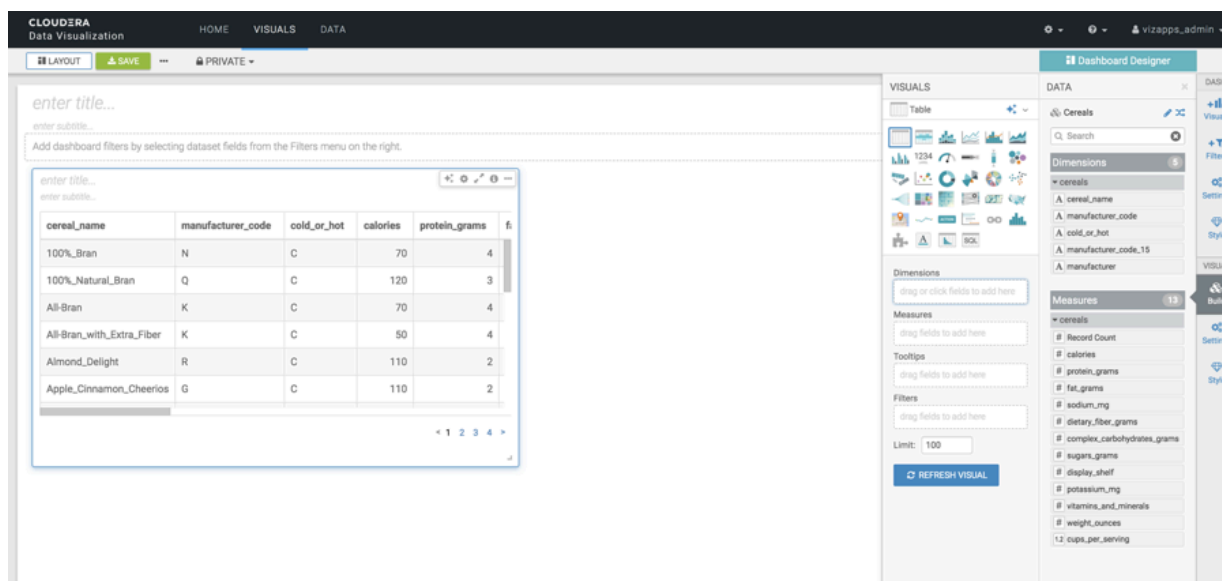 CLOUDERA
Data Visualization
HOME VISUALS DATA
vizapps_admin
LAYOUT SAVE PRIVATE
Dashboard Designer
enter title...
enter subtitle...
Add dashboard filters by selecting dataset fields from the Filters menu on the right.
enter title...
enter subtitle...
cereal_name manufacturer_code cold_or_hot calories protein_grams
100%_Bran N C 70 4
100%_Natural_Bran Q C 120 3
All-Bran K C 70 4
All-Bran_with_Extra_Fiber K C 50 4
Almond_Delight R C 110 2
Apple_Cinnamon_Cheerios G C 110 2
< 1 2 3 4 >
VISUALS
Table
1234
SQL
Dimensions
drag or click fields to add here
Measures
drag fields to add here
Tooltips
drag fields to add here
Filters
drag fields to add here
Limit: 100
REFRESH VISUAL
DATA
Cereals
Search
Dimensions 5
cereals
A cereal_name
A manufacturer_code
A cold_or_hot
A manufacturer_code_15
A manufacturer
Measures 13
cereals
# Record Count
# calories
# protein_grams
# fat_grams
# sodium_mg
# dietary_fiber_grams
# complex_carbohydrates_grams
# sugars_grams
# display_shelf
# potassium_mg
# vitamins_and_minerals
# weight_ounces
1.2 cups_per_serving